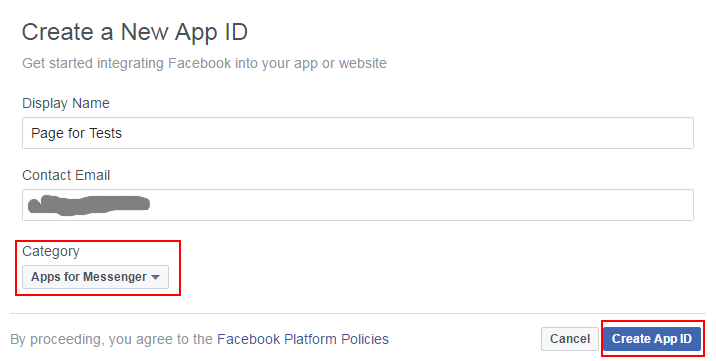 Create a New App ID
Get started integrating Facebook into your app or website
Display Name
Page for Tests
Contact Email
Category
Apps for Messenger
By proceeding, you agree to the Facebook Platform Policies
Cancel
Create App ID